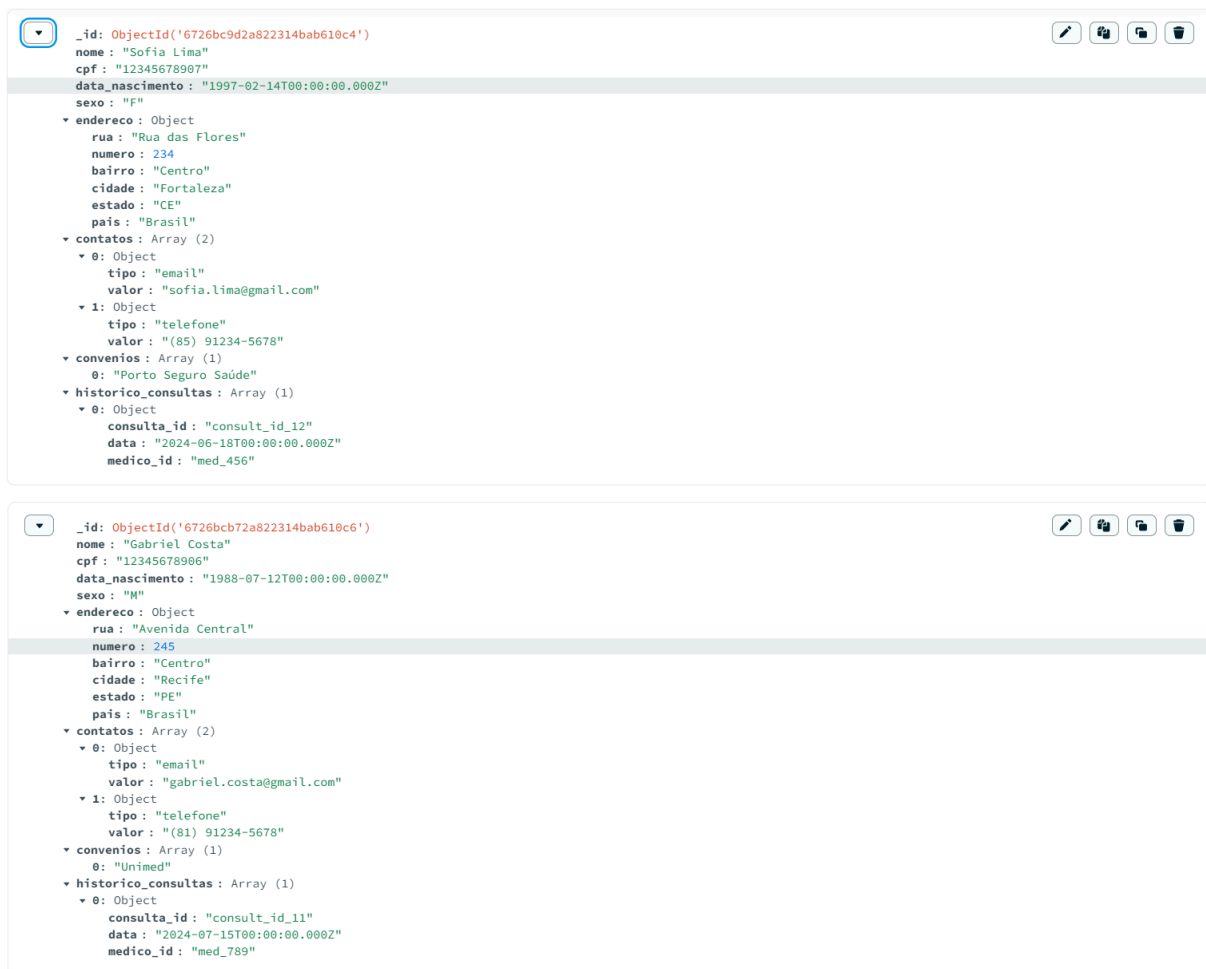 _id: ObjectId('6726bc9d2a822314bab610c4')
nome : "Sofia Lima"
cpf : "12345678907"
data_nascimento : "1997-02-14T00:00:00.000Z"
sexo : "F"
endereco : Object
rua : "Rua das Flores"
numero : 234
bairro : "Centro"
cidade : "Fortaleza"
estado : "CE"
pais : "Brasil"
contatos : Array (2)
0: Object
tipo : "email"
valor : "sofia.lima@gmail.com"
1: Object
tipo : "telefone"
valor : "(85) 91234-5678"
convenios : Array (1)
0: "Porto Seguro Saúde"
historico_consultas : Array (1)
0: Object
consulta_id : "consult_id_12"
data : "2024-06-18T00:00:00.000Z"
medico_id : "med_456"
_id: ObjectId('6726bcb72a822314bab610c6')
nome : "Gabriel Costa"
cpf : "12345678906"
data_nascimento : "1988-07-12T00:00:00.000Z"
sexo : "M"
endereco : Object
rua : "Avenida Central"
numero : 245
bairro : "Centro"
cidade : "Recife"
estado : "PE"
pais : "Brasil"
contatos : Array (2)
0: Object
tipo : "email"
valor : "gabriel.costa@gmail.com"
1: Object
tipo : "telefone"
valor : "(81) 91234-5678"
convenios : Array (1)
0: "Unimed"
historico_consultas : Array (1)
0: Object
consulta_id : "consult_id_11"
data : "2024-07-15T00:00:00.000Z"
medico_id : "med_789"